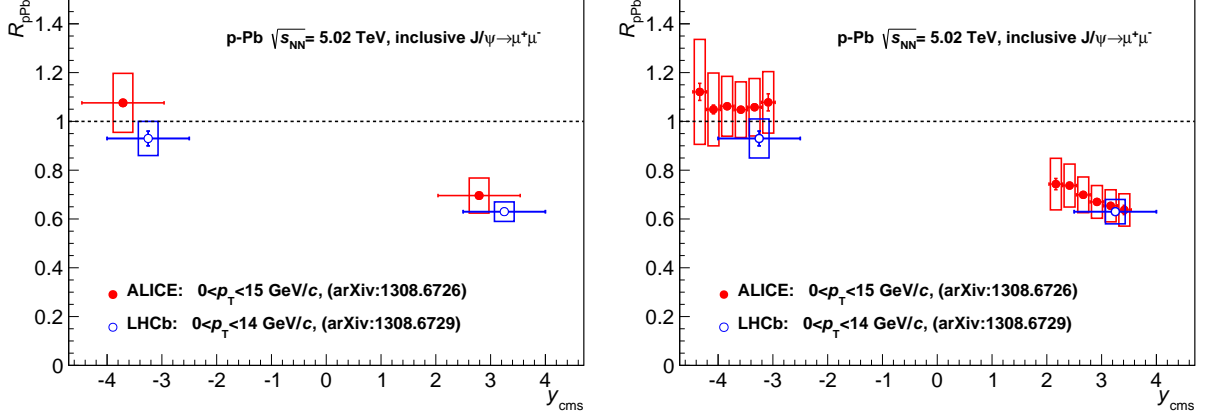 R_pPb
p-Pb √s_NN = 5.02 TeV, inclusive J/ψ→μ⁺μ⁻
1.4
1.2
1
0.8
0.6
0.4
0.2
0
ALICE: 0<p_T<15 GeV/c, (arXiv:1308.6726)
LHCb: 0<p_T<14 GeV/c, (arXiv:1308.6729)
-4 -3 -2 -1 0 1 2 3 4
y_cms
R_pPb
p-Pb √s_NN = 5.02 TeV, inclusive J/ψ→μ⁺μ⁻
1.4
1.2
1
0.8
0.6
0.4
0.2
0
ALICE: 0<p_T<15 GeV/c, (arXiv:1308.6726)
LHCb: 0<p_T<14 GeV/c, (arXiv:1308.6729)
-4 -3 -2 -1 0 1 2 3 4
y_cms